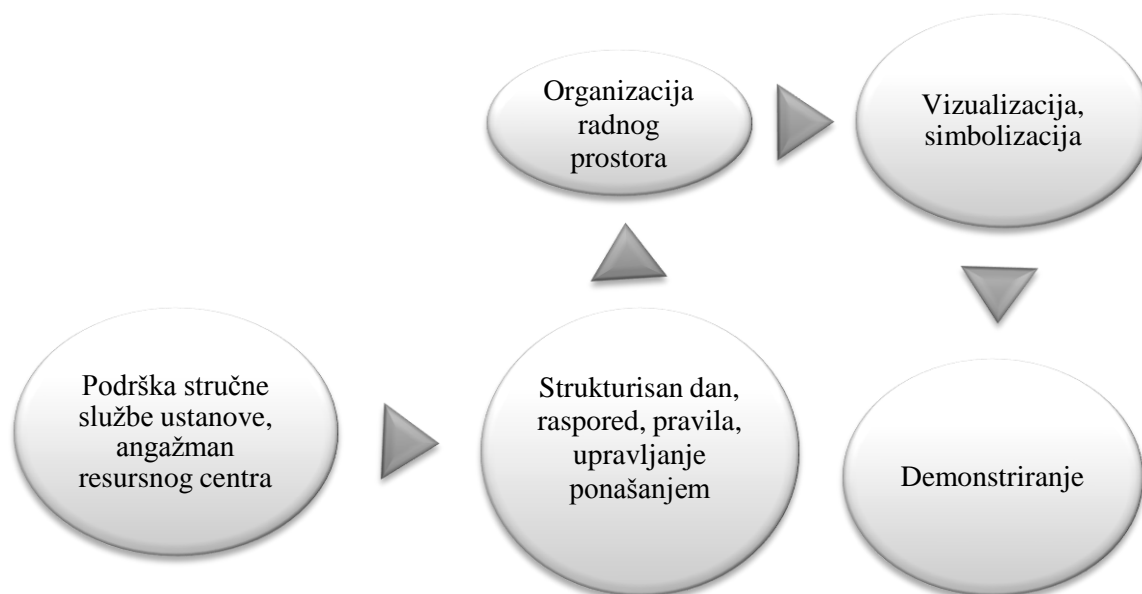 Podrška stručne
službe ustanove,
angažman
resursnog centra
Strukturisan dan,
raspored, pravila,
upravljanje
ponašanjem
Organizacija
radnog
prostora
Vizualizacija,
simbolizacija
Demonstriranje